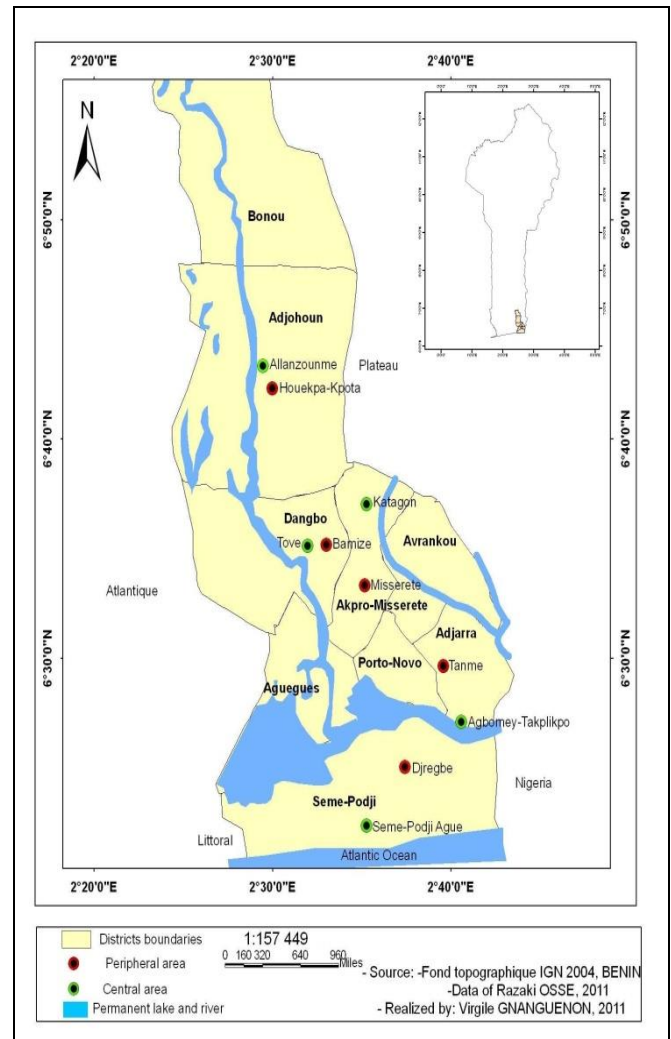 2°20'0"E 2°30'0"E 2°40'0"E
N
6°50'0"N 6°50'0"N
Bonou
Adjohoun
Allanzounme
Plateau
Houekpa-Kpota
6°40'0"N 6°40'0"N
Katagon
Dangbo
Tove
Bamize
Avrankou
Atlantique
Misserete
Akpro-Misserete
Adjarra
6°30'0"N 6°30'0"N
Porto-Novo
Tanme
Aguegues
Agbomey-Takplikpo
Djregbe
Nigeria
Seme-Podji
Seme-Podji Ague
Littoral
Atlantic Ocean
2°20'0"E 2°30'0"E 2°40'0"E
Districts boundaries
1:157 449
Peripheral area
0 160 320 640 960
Miles
Central area
Permanent lake and river
- Source: -Fond topographique IGN 2004, BENIN
-Data of Razaki OSSE, 2011
- Realized by: Virgile GNANGUENON, 2011